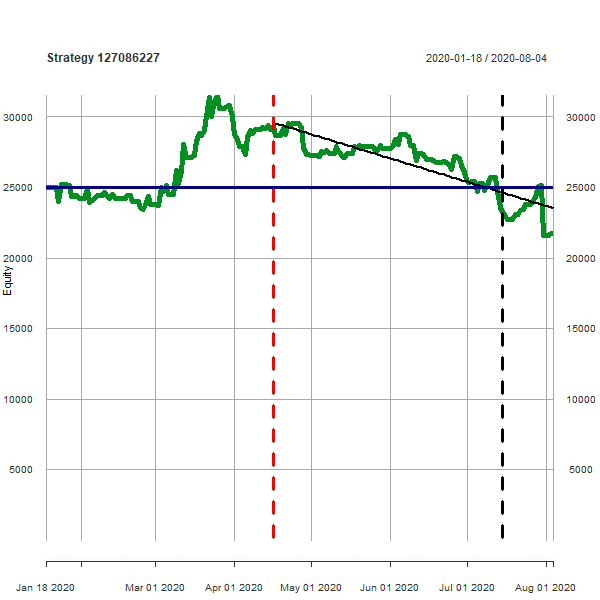 Strategy 127086227
2020-01-18 / 2020-08-04
30000
30000
25000
25000
20000
20000
Equity
15000
15000
10000
10000
5000
5000
Jan 18 2020
Mar 01 2020
Apr 01 2020
May 01 2020
Jun 01 2020
Jul 01 2020
Aug 01 2020